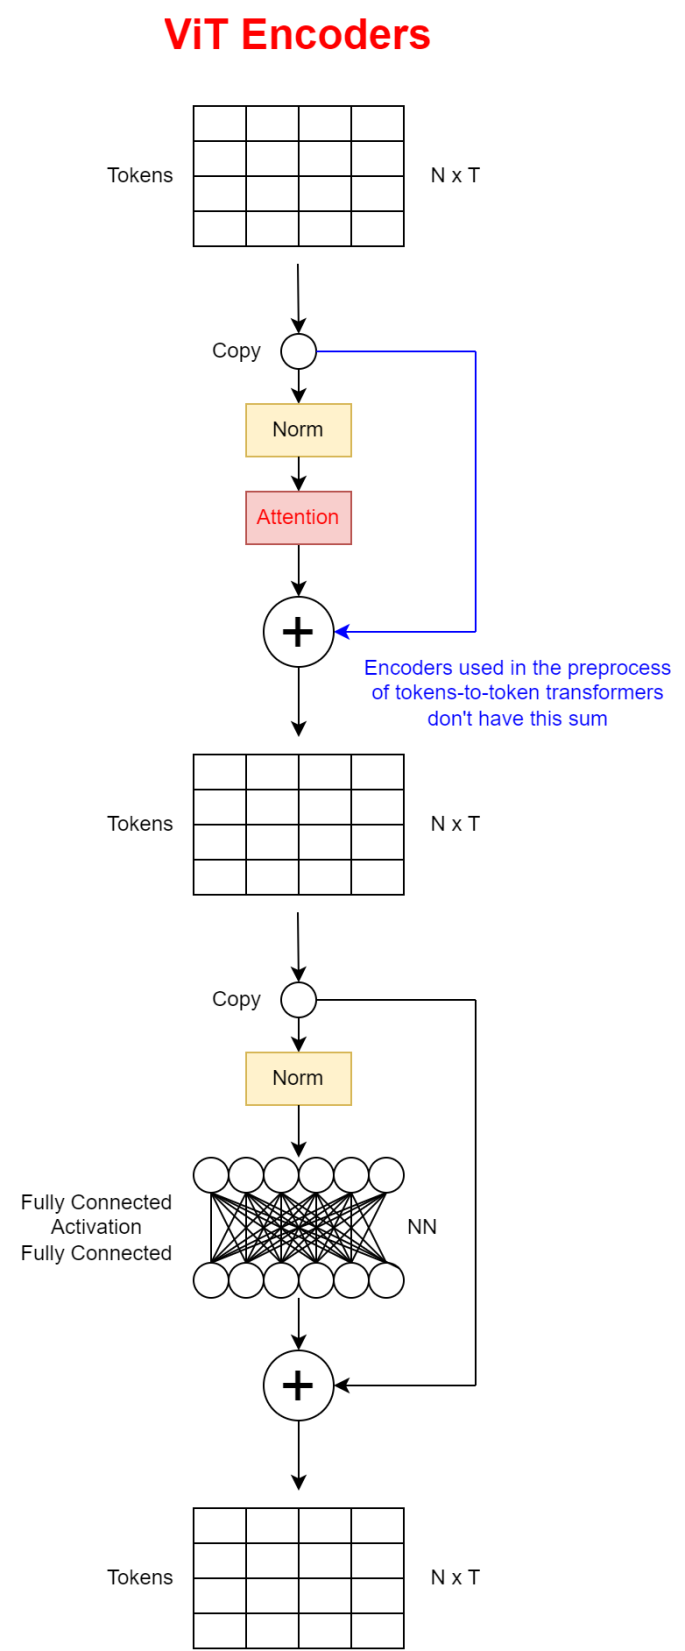 ViT Encoders
Tokens
N x T
Copy
Norm
Attention
+
Encoders used in the preprocess
of tokens-to-token transformers
don't have this sum
Tokens
N x T
Copy
Norm
Fully Connected
Activation
Fully Connected
NN
+
Tokens
N x T